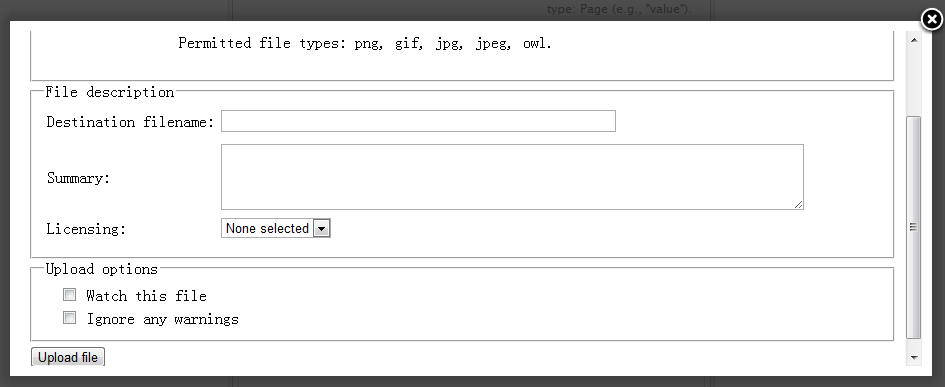 type: Page (e.g., "value").
Permitted file types: png, gif, jpg, jpeg, owl.
File description
Destination filename:
Summary:
Licensing: None selected
Upload options
Watch this file
Ignore any warnings
Upload file